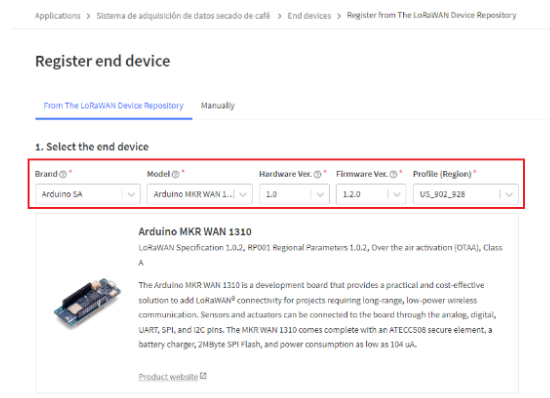 Applications > Sistema de adquisición de datos secado de café > End devices > Register from The LoRaWAN Device Repository
Register end device
From The LoRaWAN Device Repository Manually
1. Select the end device
Brand * Model * Hardware Ver. * Firmware Ver. * Profile (Region) *
Arduino SA Arduino MKR WAN 1... 1.0 1.2.0 US_902_928
Arduino MKR WAN 1310
LoRaWAN Specification 1.0.2, RP001 Regional Parameters 1.0.2, Over the air activation (OTAA), Class
A
The Arduino MKR WAN 1310 is a development board that provides a practical and cost-effective
solution to add LoRaWAN® connectivity for projects requiring long-range, low-power wireless
communication. Sensors and actuators can be connected to the board through the analog, digital,
UART, SPI, and I2C pins. The MKR WAN 1310 comes complete with an ATECC508 secure element, a
battery charger, 2MByte SPI Flash, and power consumption as low as 104 uA.
Product website